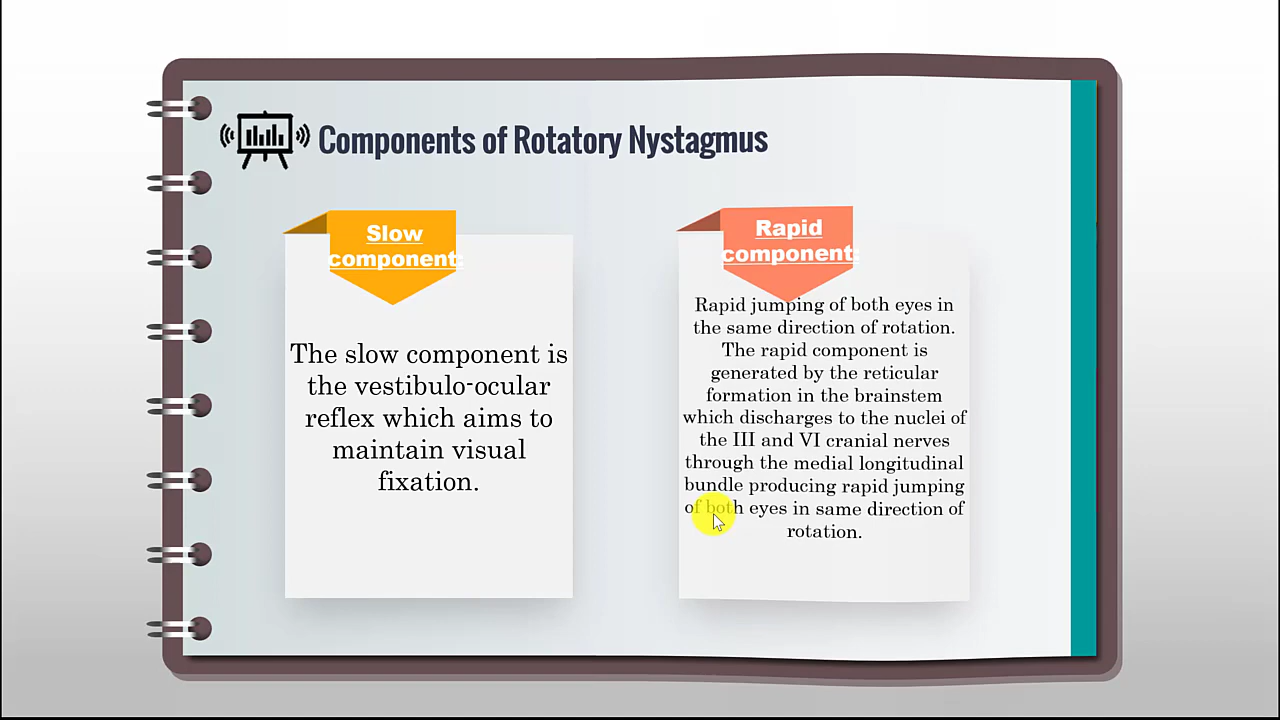 Components of Rotatory Nystagmus
Slow
component:
The slow component is
the vestibulo-ocular
reflex which aims to
maintain visual
fixation.
Rapid
component:
Rapid jumping of both eyes in
the same direction of rotation.
The rapid component is
generated by the reticular
formation in the brainstem
which discharges to the nuclei of
the III and VI cranial nerves
through the medial longitudinal
bundle producing rapid jumping
of both eyes in same direction of
rotation.